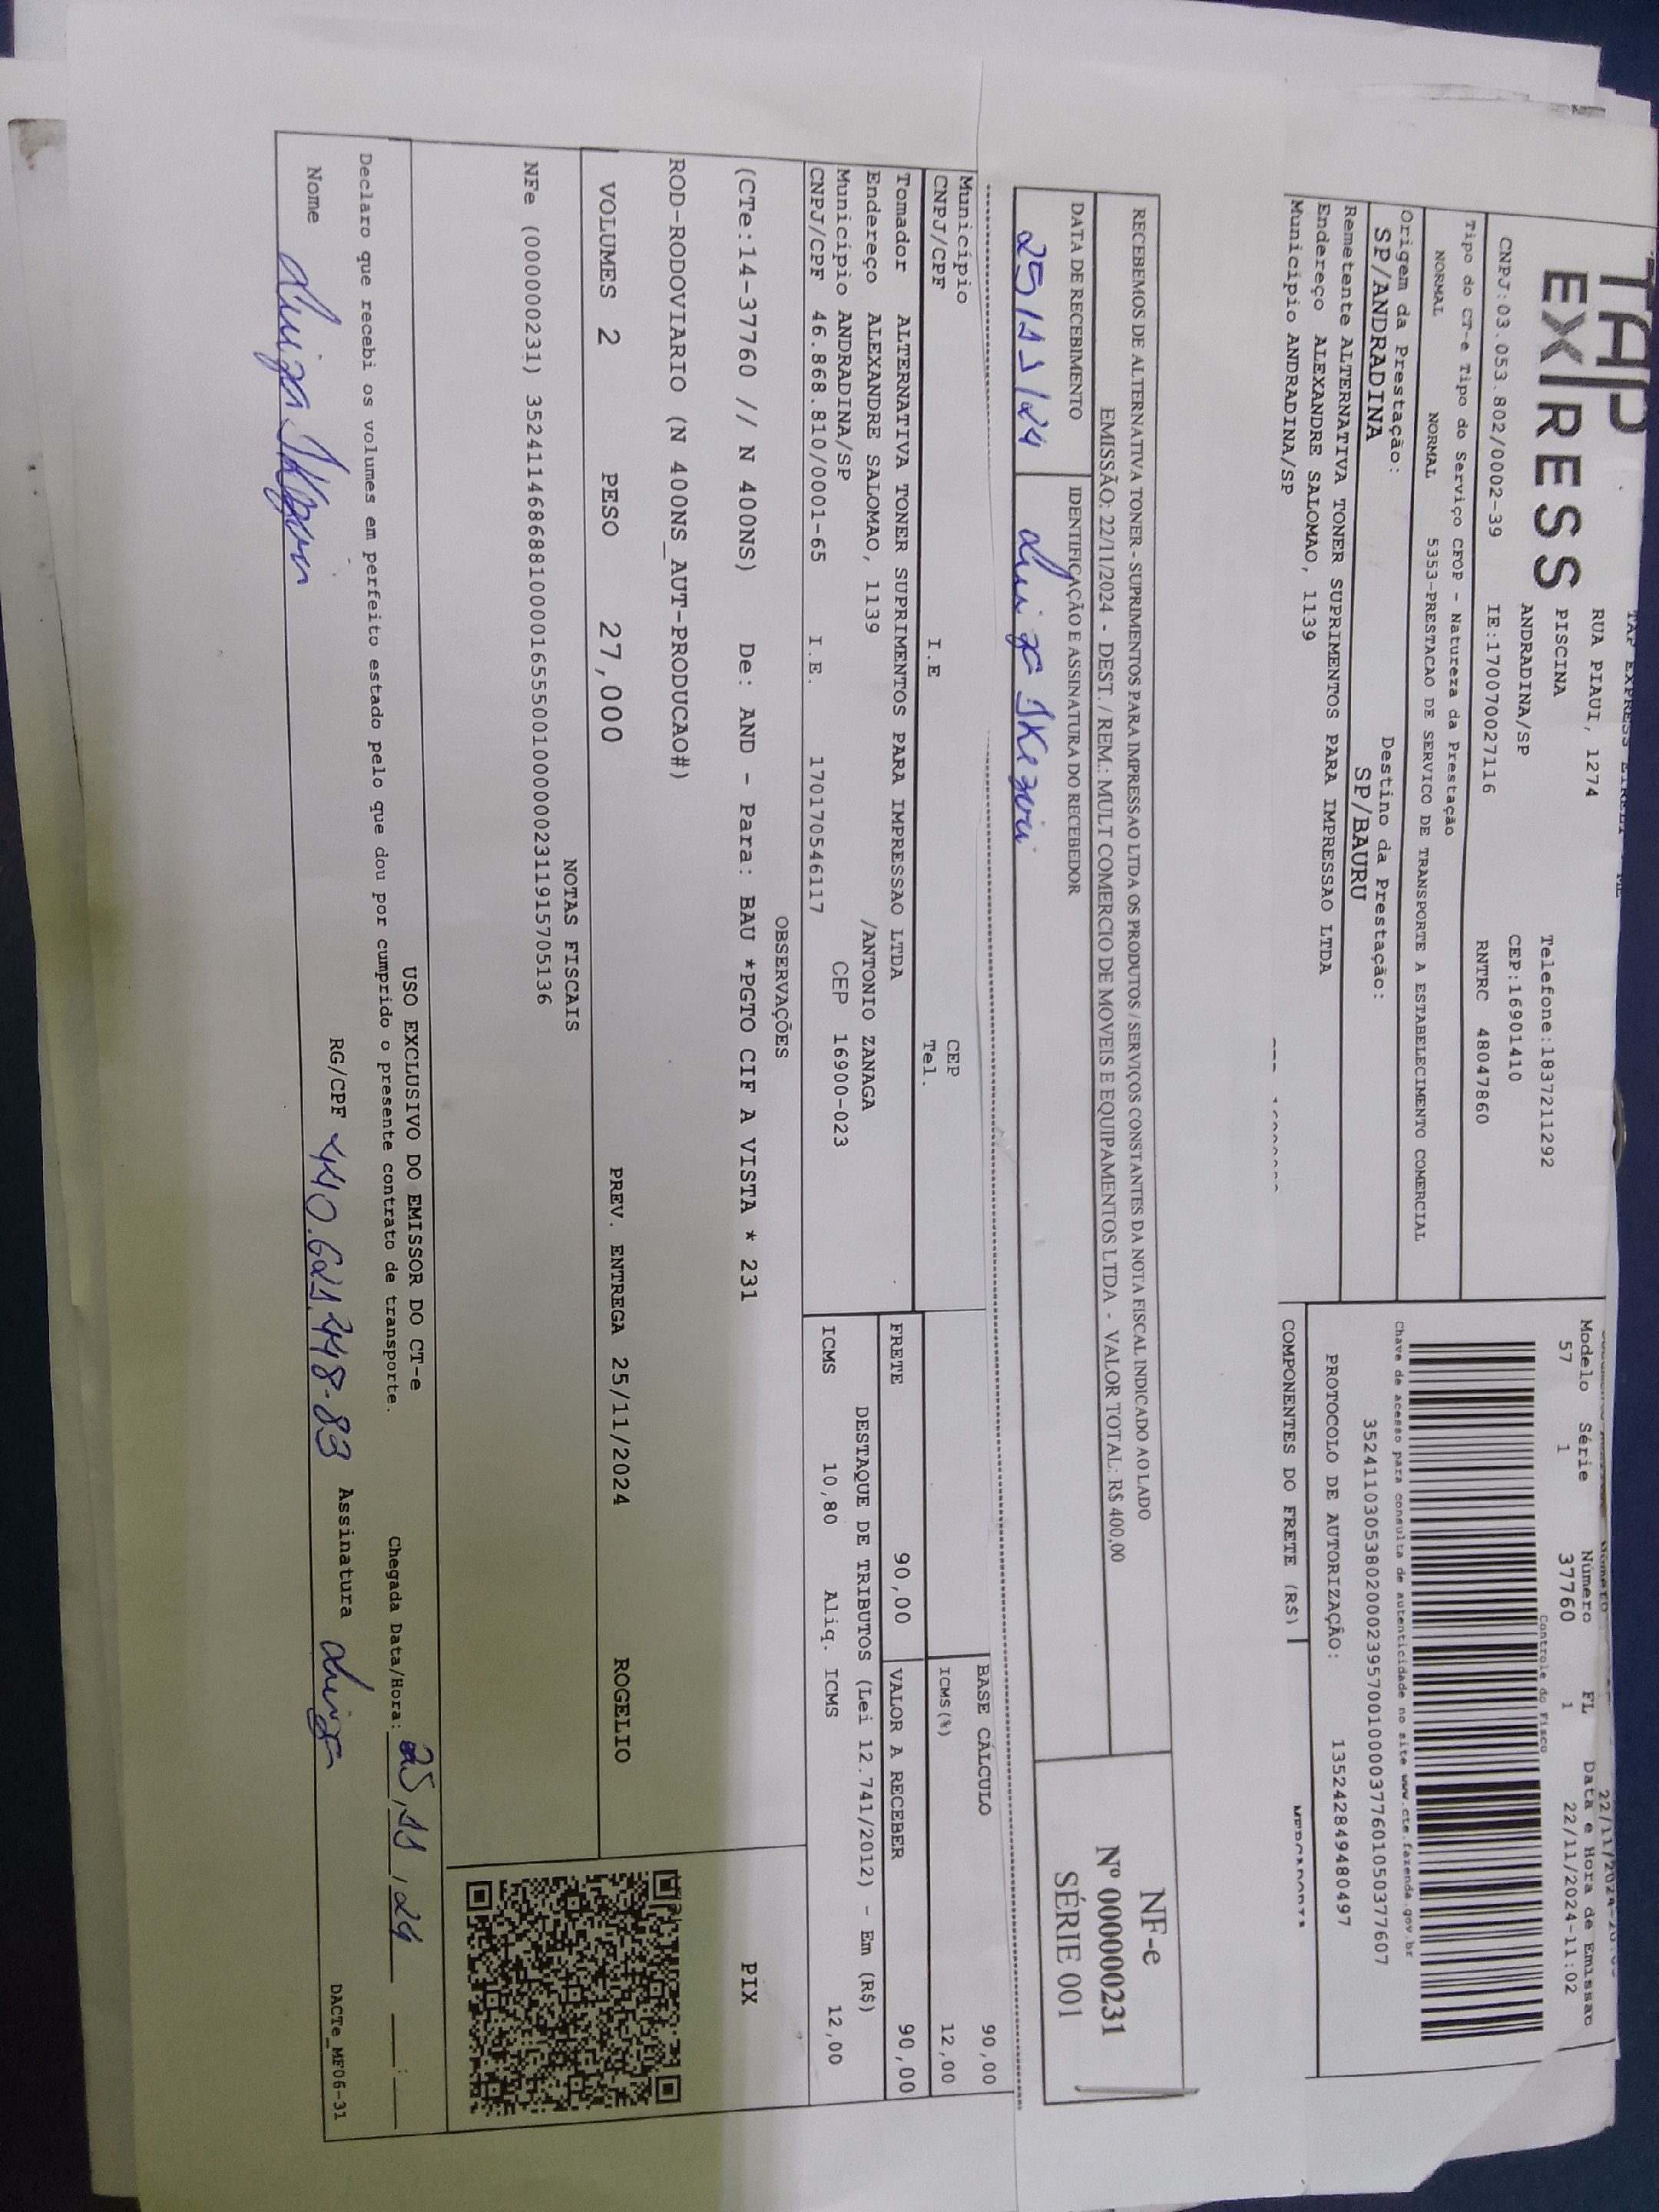 TAP
EXPRESS
RUA PIAUI, 1274
PISCINA
ANDRADINA/SP
Telefone:1837211292
CEP:16901410
CNPJ:03.053.802/0002-39 IE:170070027116 RNTRC 48047860
Tipo do CT-e Tipo do Serviço CFOP - Natureza da Prestação
NORMAL NORMAL 5353-PRESTACAO DE SERVICO DE TRANSPORTE A ESTABELECIMENTO COMERCIAL
Origem da Prestação: Destino da Prestação:
SP/ANDRADINA SP/BAURU
Remetente ALTERNATIVA TONER SUPRIMENTOS PARA IMPRESSAO LTDA
Endereço ALEXANDRE SALOMAO, 1139
Município ANDRADINA/SP
Modelo Série Número FL Data e Hora de Emissão
57 1 37760 1 22/11/2024-11:02
Controle do Fisco
Chave de acesso para consulta de autenticidade no site www.cte.fazenda.gov.br
35241103053802000239570010000377601050377607
PROTOCOLO DE AUTORIZAÇÃO: 135242849480497
COMPONENTES DO FRETE (R$)
RECEBEMOS DE ALTERNATIVA TONER - SUPRIMENTOS PARA IMPRESSAO LTDA OS PRODUTOS / SERVIÇOS CONSTANTES DA NOTA FISCAL INDICADO AO LADO
EMISSÃO: 22/11/2024 - DEST. / REM.: MULT COMERCIO DE MOVEIS E EQUIPAMENTOS LTDA - VALOR TOTAL: R$ 400,00
DATA DE RECEBIMENTO IDENTIFICAÇÃO E ASSINATURA DO RECEBEDOR
25/11/24
NF-e
Nº 000000231
SÉRIE 001
Município CEP
CNPJ/CPF I.E Tel.
BASE CÁLCULO 90,00
ICMS(%) 12,00
Tomador ALTERNATIVA TONER SUPRIMENTOS PARA IMPRESSAO LTDA
Endereço ALEXANDRE SALOMAO, 1139 /ANTONIO ZANAGA
Município ANDRADINA/SP CEP 16900-023
CNPJ/CPF 46.868.810/0001-65 I.E. 170170546117
FRETE 90,00 VALOR A RECEBER 90,00
DESTAQUE DE TRIBUTOS (Lei 12.741/2012) - Em (R$)
ICMS 10,80 Aliq. ICMS 12,00
OBSERVAÇÕES
(CTe:14-37760 // N 400NS) De: AND - Para: BAU *PGTO CIF A VISTA * 231
PIX
ROD-RODOVIARIO (N 400NS_AUT-PRODUCAO#)
VOLUMES 2 PESO 27,000 PREV. ENTREGA 25/11/2024 ROGELIO
NOTAS FISCAIS
NFe (000000231) 35241146868810000165550010000002311915705136
USO EXCLUSIVO DO EMISSOR DO CT-e
Declaro que recebi os volumes em perfeito estado pelo que dou por cumprido o presente contrato de transporte.
Chegada Data/Hora: 25/11/24
Nome RG/CPF 440.621.448-83 Assinatura Luiza
DACTe_MF06-31